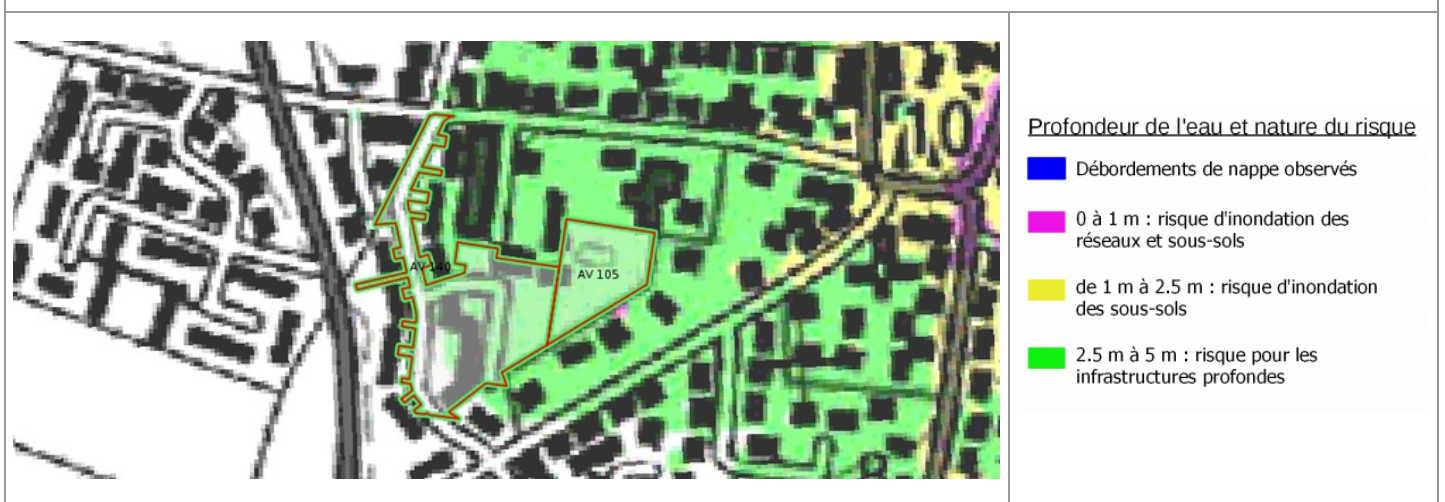 10
AV 140
AV 105
Profondeur de l'eau et nature du risque
Débordements de nappe observés
0 à 1 m : risque d'inondation des
réseaux et sous-sols
de 1 m à 2.5 m : risque d'inondation
des sous-sols
2.5 m à 5 m : risque pour les
infrastructures profondes